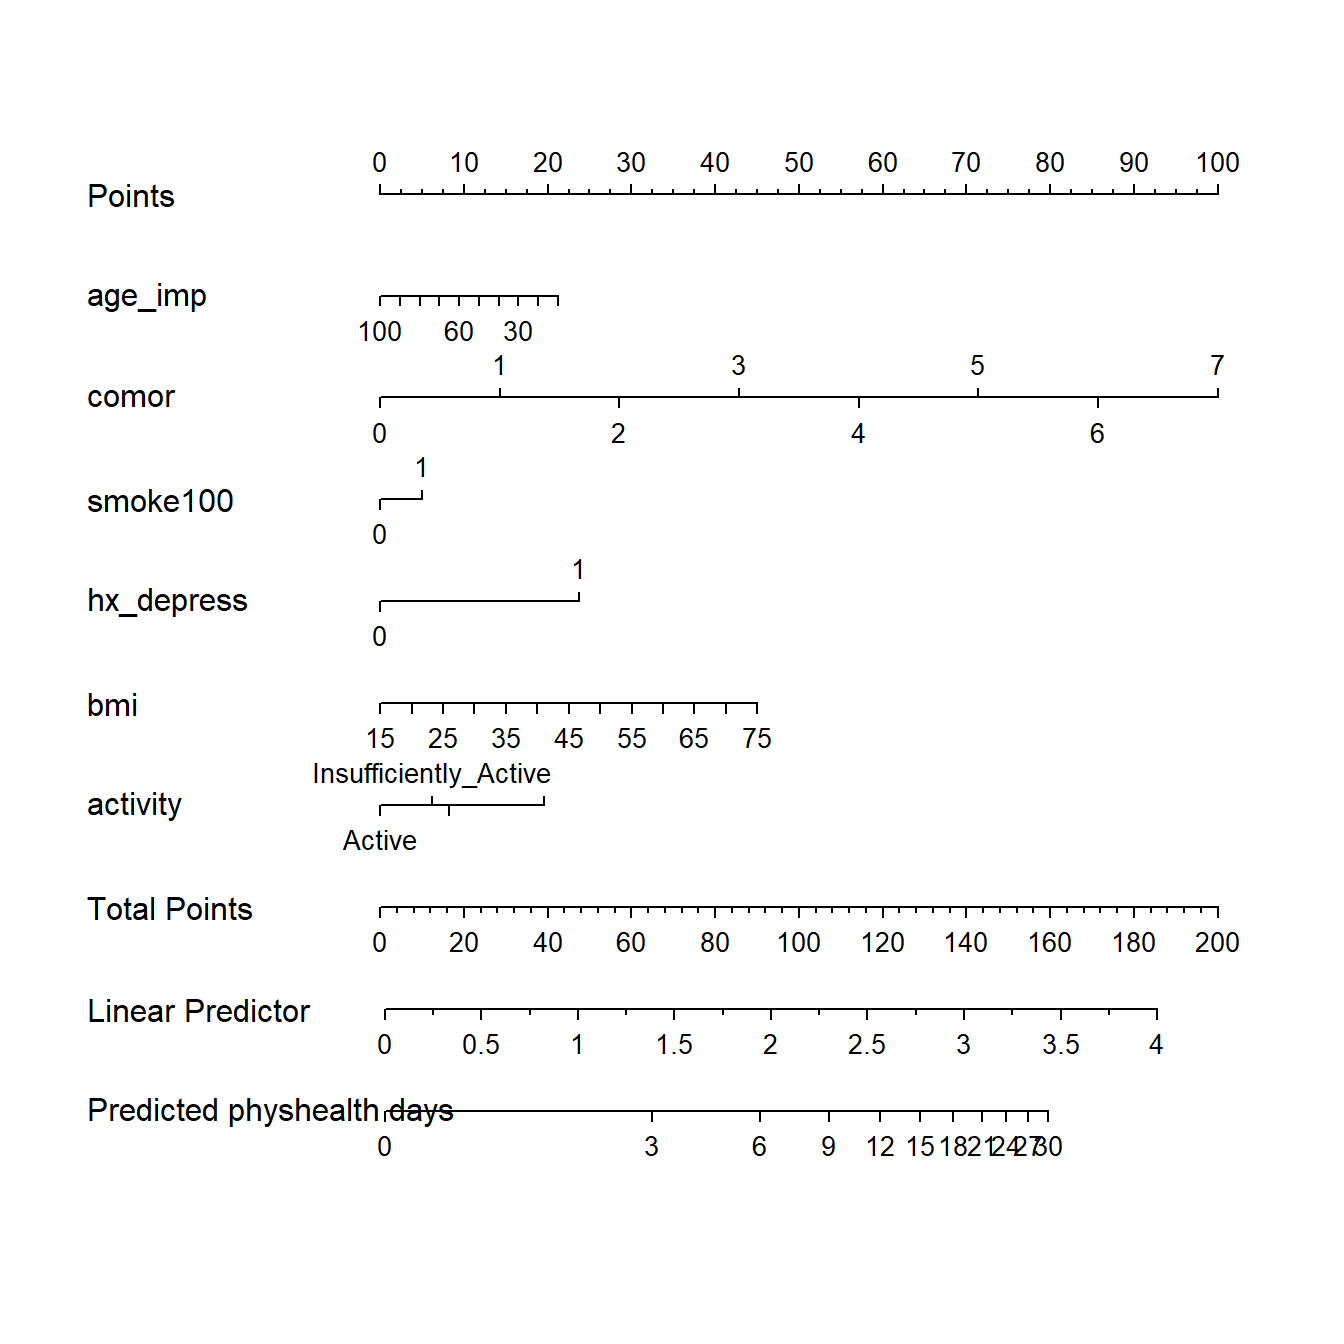 0 10 20 30 40 50 60 70 80 90 100
Points
age_imp
100 60 30
1 3 5 7
comor
0 2 4 6
1
smoke100
0
1
hx_depress
0
bmi
15 25 35 45 55 65 75
Insufficiently_Active
activity
Active
Total Points
0 20 40 60 80 100 120 140 160 180 200
Linear Predictor
0 0.5 1 1.5 2 2.5 3 3.5 4
Predicted physhealth days
0 3 6 9 12 15 18 21 24 27 30